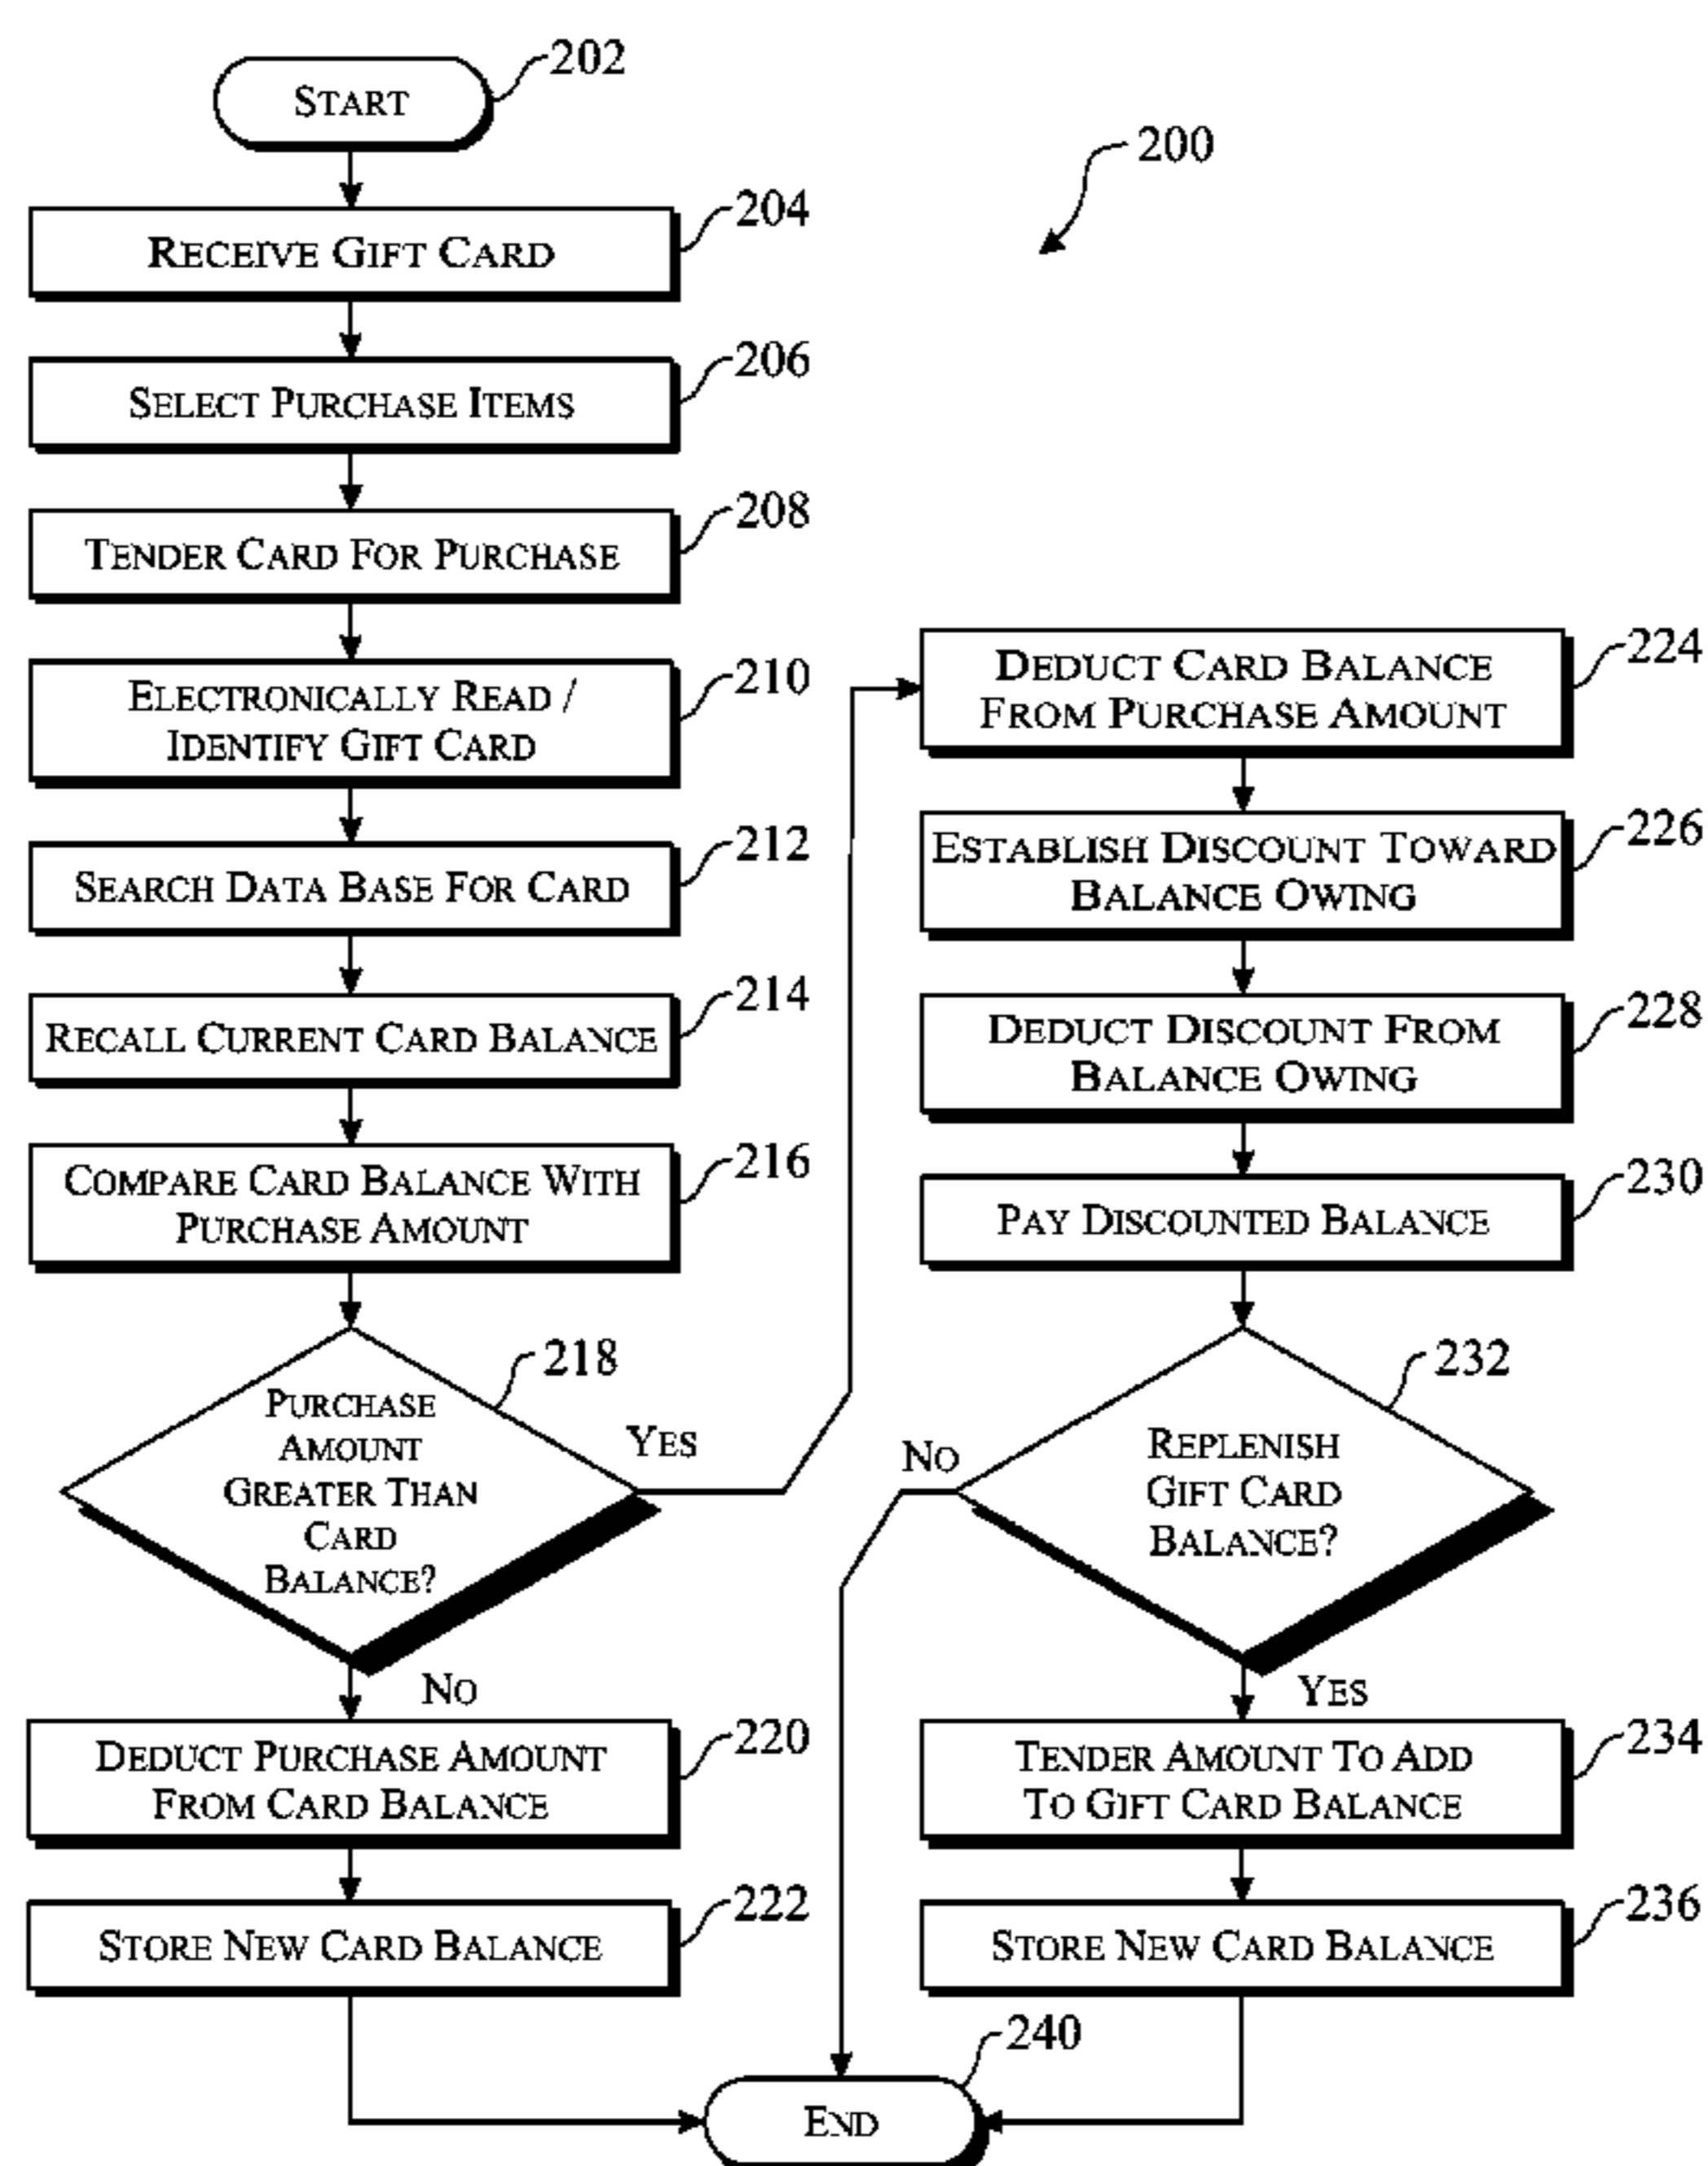 START
202
200
RECEIVE GIFT CARD
204
SELECT PURCHASE ITEMS
206
TENDER CARD FOR PURCHASE
208
ELECTRONICALLY READ /
IDENTIFY GIFT CARD
210
SEARCH DATA BASE FOR CARD
212
RECALL CURRENT CARD BALANCE
214
COMPARE CARD BALANCE WITH
PURCHASE AMOUNT
216
PURCHASE
AMOUNT
GREATER THAN
CARD
BALANCE?
218
YES
NO
DEDUCT PURCHASE AMOUNT
FROM CARD BALANCE
220
STORE NEW CARD BALANCE
222
DEDUCT CARD BALANCE
FROM PURCHASE AMOUNT
224
ESTABLISH DISCOUNT TOWARD
BALANCE OWING
226
DEDUCT DISCOUNT FROM
BALANCE OWING
228
PAY DISCOUNTED BALANCE
230
REPLENISH
GIFT CARD
BALANCE?
232
NO
YES
TENDER AMOUNT TO ADD
TO GIFT CARD BALANCE
234
STORE NEW CARD BALANCE
236
END
240